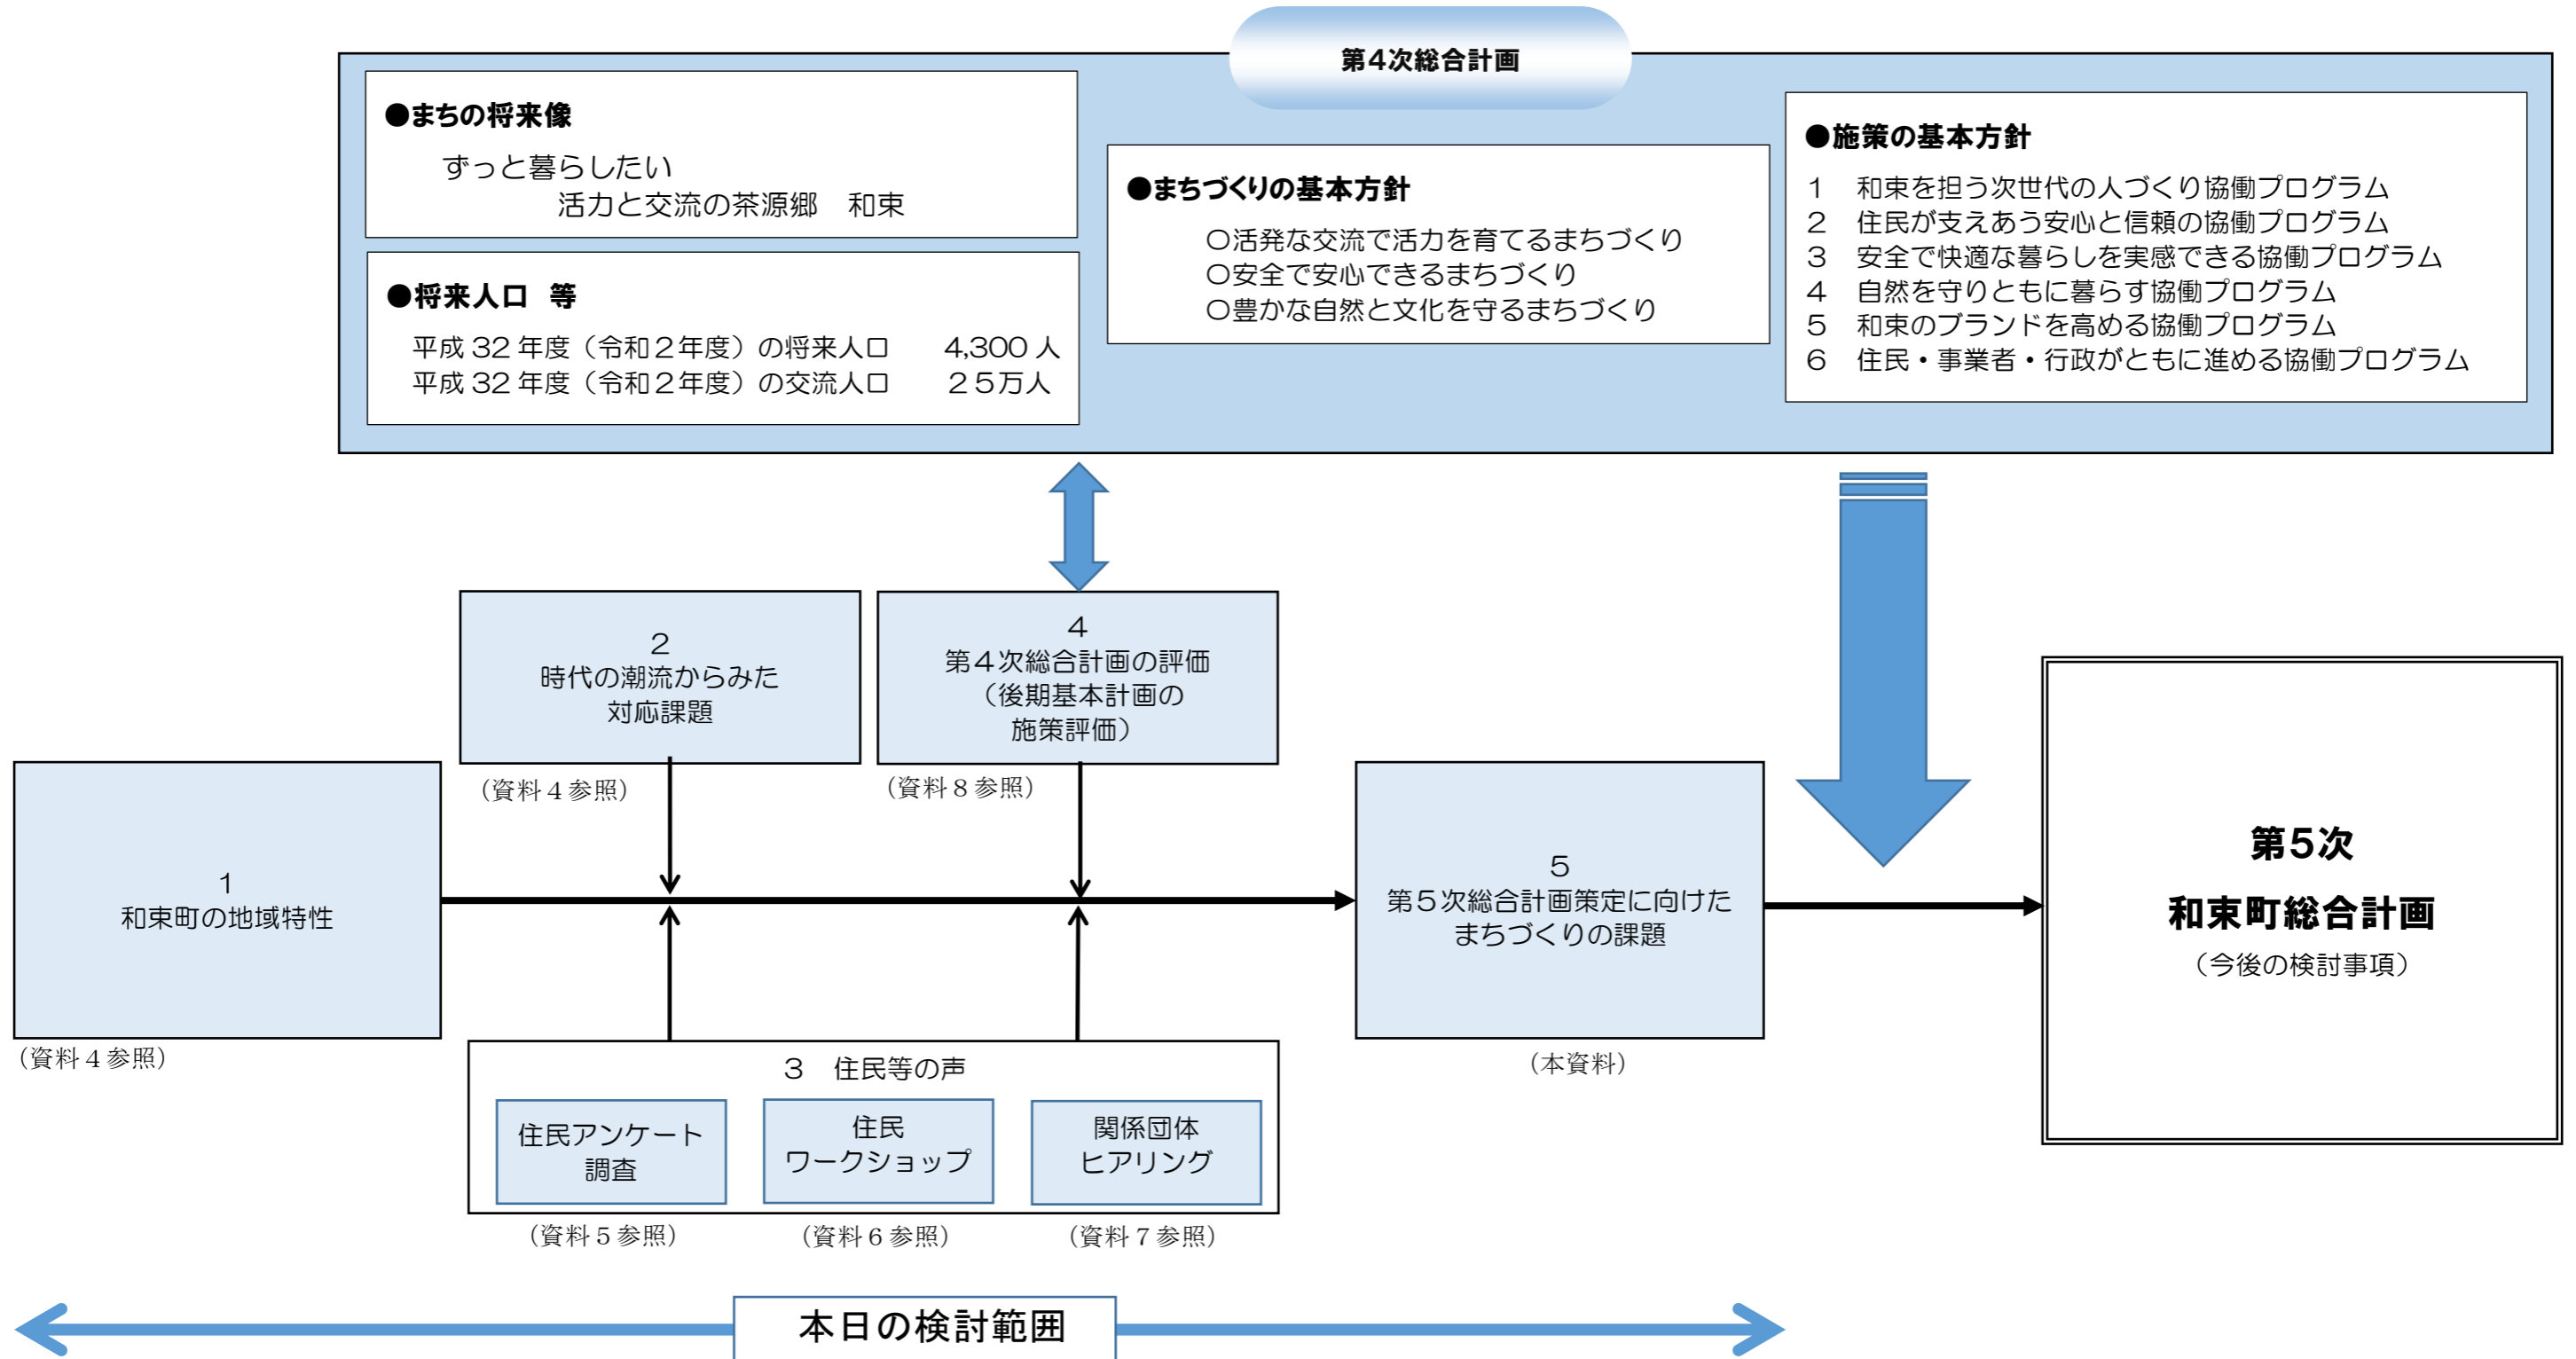 第4次総合計画
●まちの将来像
ずっと暮らしたい
活力と交流の茶源郷　和束
●将来人口　等
平成 32 年度（令和２年度）の将来人口　　4,300 人
平成 32 年度（令和２年度）の交流人口　　２５万人
●まちづくりの基本方針
○活発な交流で活力を育てるまちづくり
○安全で安心できるまちづくり
○豊かな自然と文化を守るまちづくり
●施策の基本方針
１　和束を担う次世代の人づくり協働プログラム
２　住民が支えあう安心と信頼の協働プログラム
３　安全で快適な暮らしを実感できる協働プログラム
４　自然を守りともに暮らす協働プログラム
５　和束のブランドを高める協働プログラム
６　住民・事業者・行政がともに進める協働プログラム
１
和束町の地域特性
（資料４参照）
２
時代の潮流からみた
対応課題
（資料４参照）
３　住民等の声
住民アンケート
調査
（資料５参照）
住民
ワークショップ
（資料６参照）
関係団体
ヒアリング
（資料７参照）
４
第４次総合計画の評価
（後期基本計画の
施策評価）
（資料８参照）
５
第５次総合計画策定に向けた
まちづくりの課題
（本資料）
第5次
和束町総合計画
（今後の検討事項）
本日の検討範囲